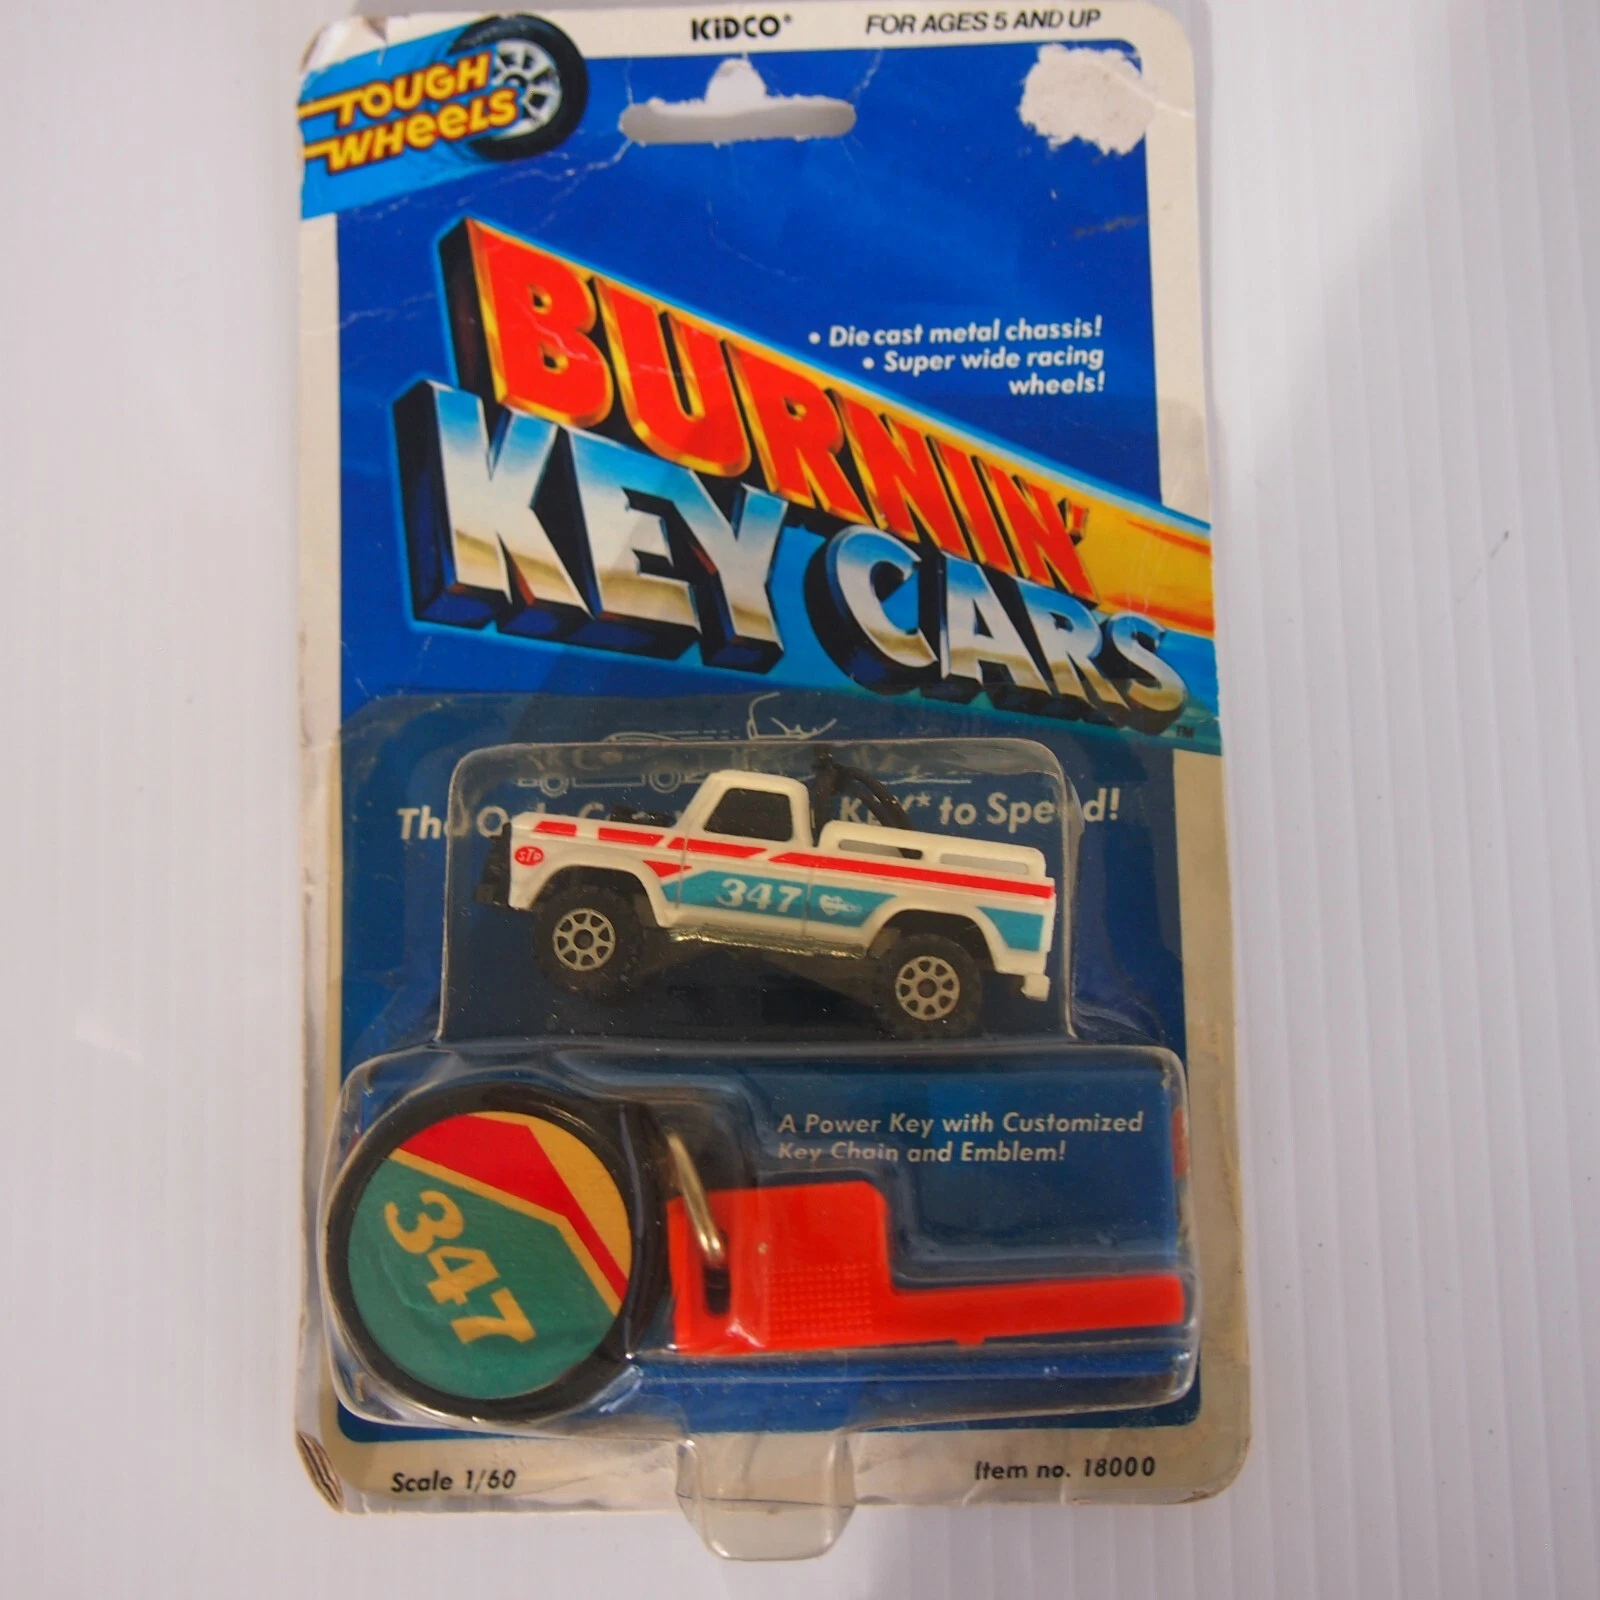 KiDCO®
FOR AGES 5 AND UP
TOUGH
WHEELS
BURNIN'
KEY CARS
TM
• Die cast metal chassis!
• Super wide racing
wheels!
The to Speed!
STP
347
A Power Key with Customized
Key Chain and Emblem!
347
Scale 1/60
Item no. 18000